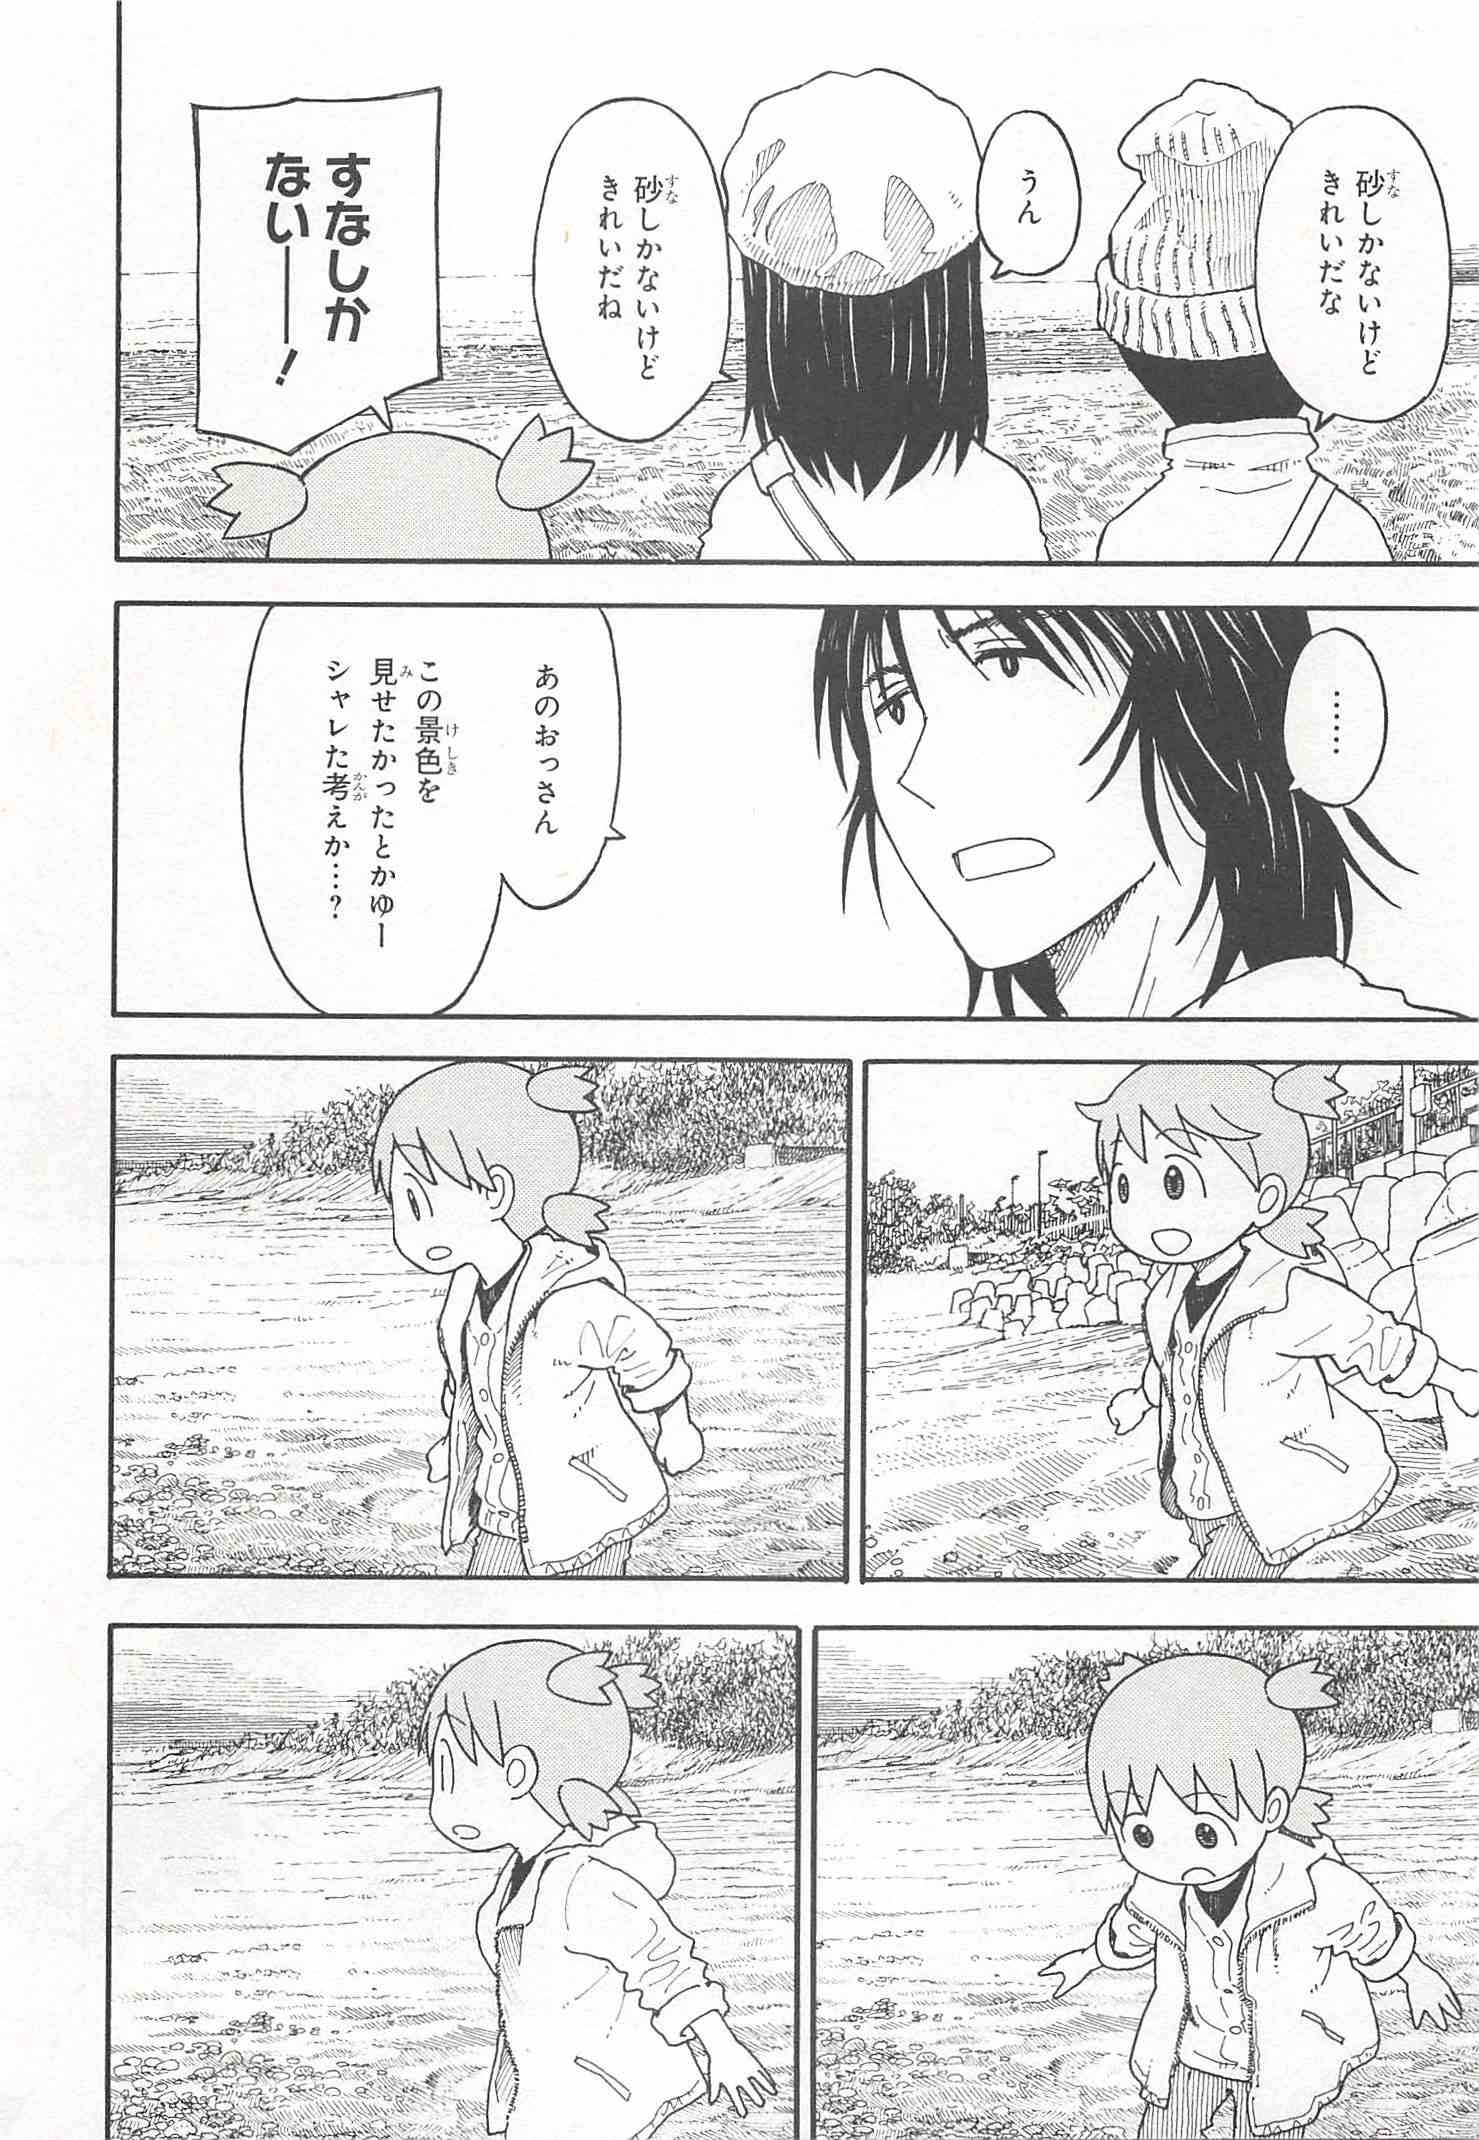 砂しかないけど
きれいだな
うん
砂しかないけど
きれいだね
すなしか
ない――!
……
あのおっさん
この景色を
見せたかったとかゆー
シャレた考えか…?